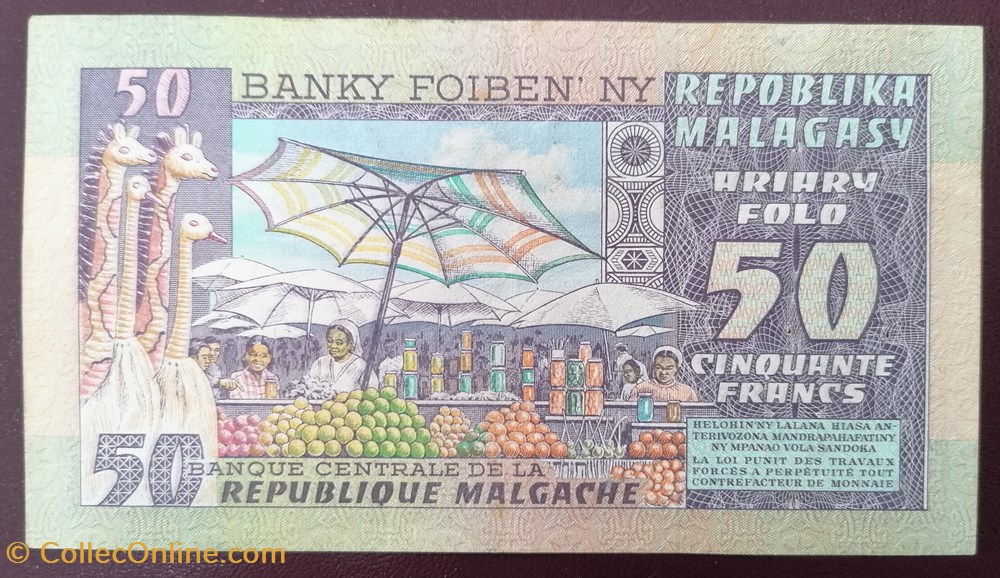 50
BANKY FOIBEN' NY
REPOBLIKA
MALAGASY
ARIARY
FOLO
50
CINQUANTE
FRANCS
HELOHIN'NY LALANA HIASA AN-
TERIVOZONA MANDRAPAHAFATINY
NY MPANAO VOLA SANDOKA
LA LOI PUNIT DES TRAVAUX
FORCÉS A PERPÉTUITÉ TOUT
CONTREFACTEUR DE MONNAIE
50
BANQUE CENTRALE DE LA
RÉPUBLIQUE MALGACHE
© CollecOnline.com